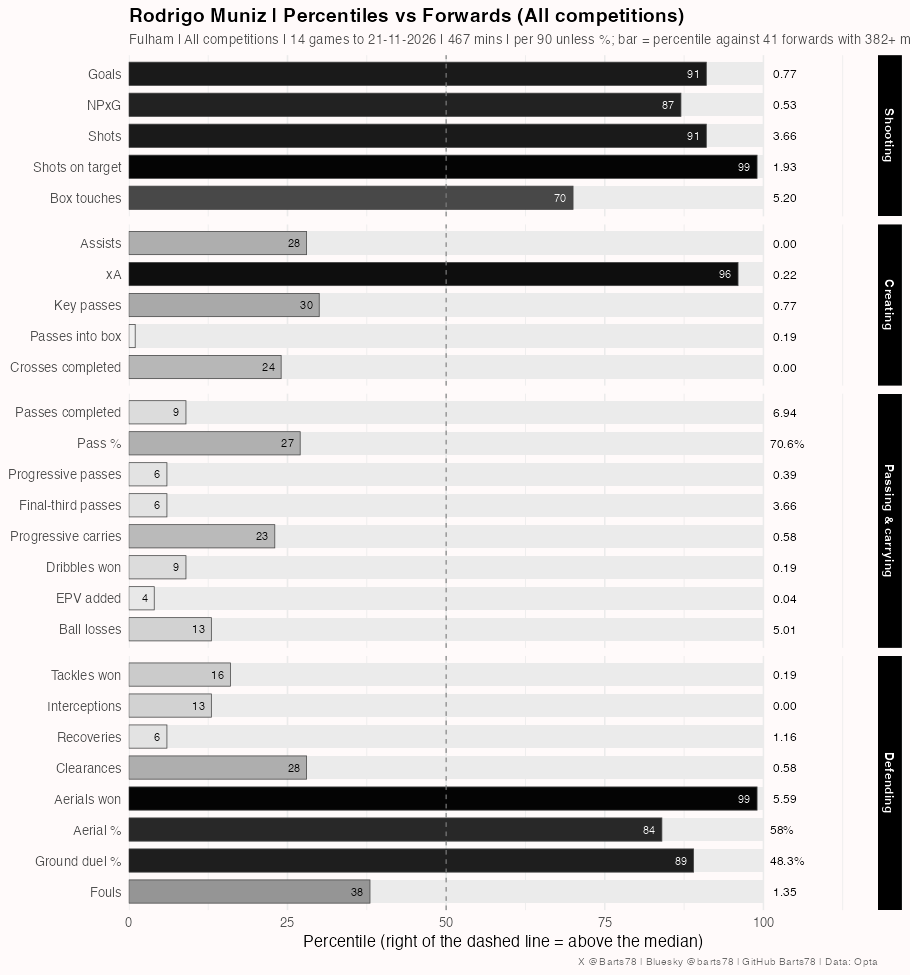 Rodrigo Muniz | Percentiles vs Forwards (All competitions)
Fulham | All competitions | 14 games to 21-11-2026 | 467 mins | per 90 unless %; bar = percentile against 41 forwards with 382+ m
Goals 91 0.77
NPxG 87 0.53
Shots 91 3.66
Shots on target 99 1.93
Box touches 70 5.20
Shooting
Assists 28 0.00
xA 96 0.22
Key passes 30 0.77
Passes into box 0.19
Crosses completed 24 0.00
Creating
Passes completed 9 6.94
Pass % 27 70.6%
Progressive passes 6 0.39
Final-third passes 6 3.66
Progressive carries 23 0.58
Dribbles won 9 0.19
EPV added 4 0.04
Ball losses 13 5.01
Passing & carrying
Tackles won 16 0.19
Interceptions 13 0.00
Recoveries 6 1.16
Clearances 28 0.58
Aerials won 99 5.59
Aerial % 84 58%
Ground duel % 89 48.3%
Fouls 38 1.35
Defending
0 25 50 75 100
Percentile (right of the dashed line = above the median)
X @Barts78 | Bluesky @barts78 | GitHub Barts78 | Data: Opta